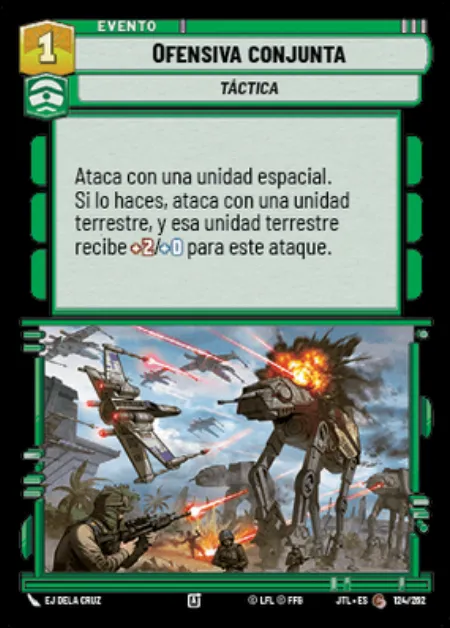 EVENTO
1
OFENSIVA CONJUNTA
TÁCTICA
Ataca con una unidad espacial.
Si lo haces, ataca con una unidad
terrestre, y esa unidad terrestre
recibe +2/+0 para este ataque.
EJ DELA CRUZ
© LFL © FFG
JTL • ES
124/262